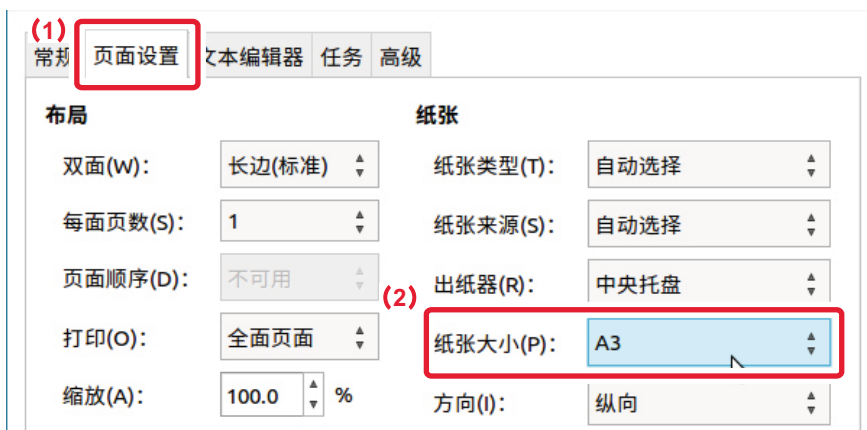 (1)
常规 页面设置 文本编辑器 任务 高级
布局
双面(W): 长边(标准)
每面页数(S): 1
页面顺序(D): 不可用
打印(O): 全面页面
缩放(A): 100.0 %
纸张
纸张类型(T): 自动选择
纸张来源(S): 自动选择
出纸器(R): 中央托盘
(2)
纸张大小(P): A3
方向(I): 纵向